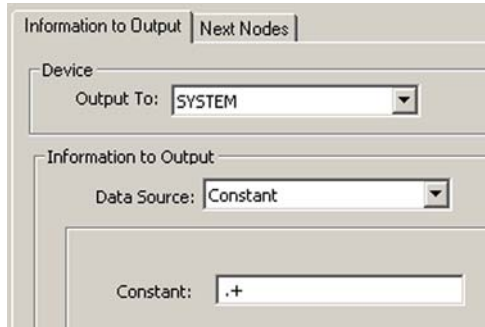 Information to Output Next Nodes
Device
Output To: SYSTEM
Information to Output
Data Source: Constant
Constant: .+